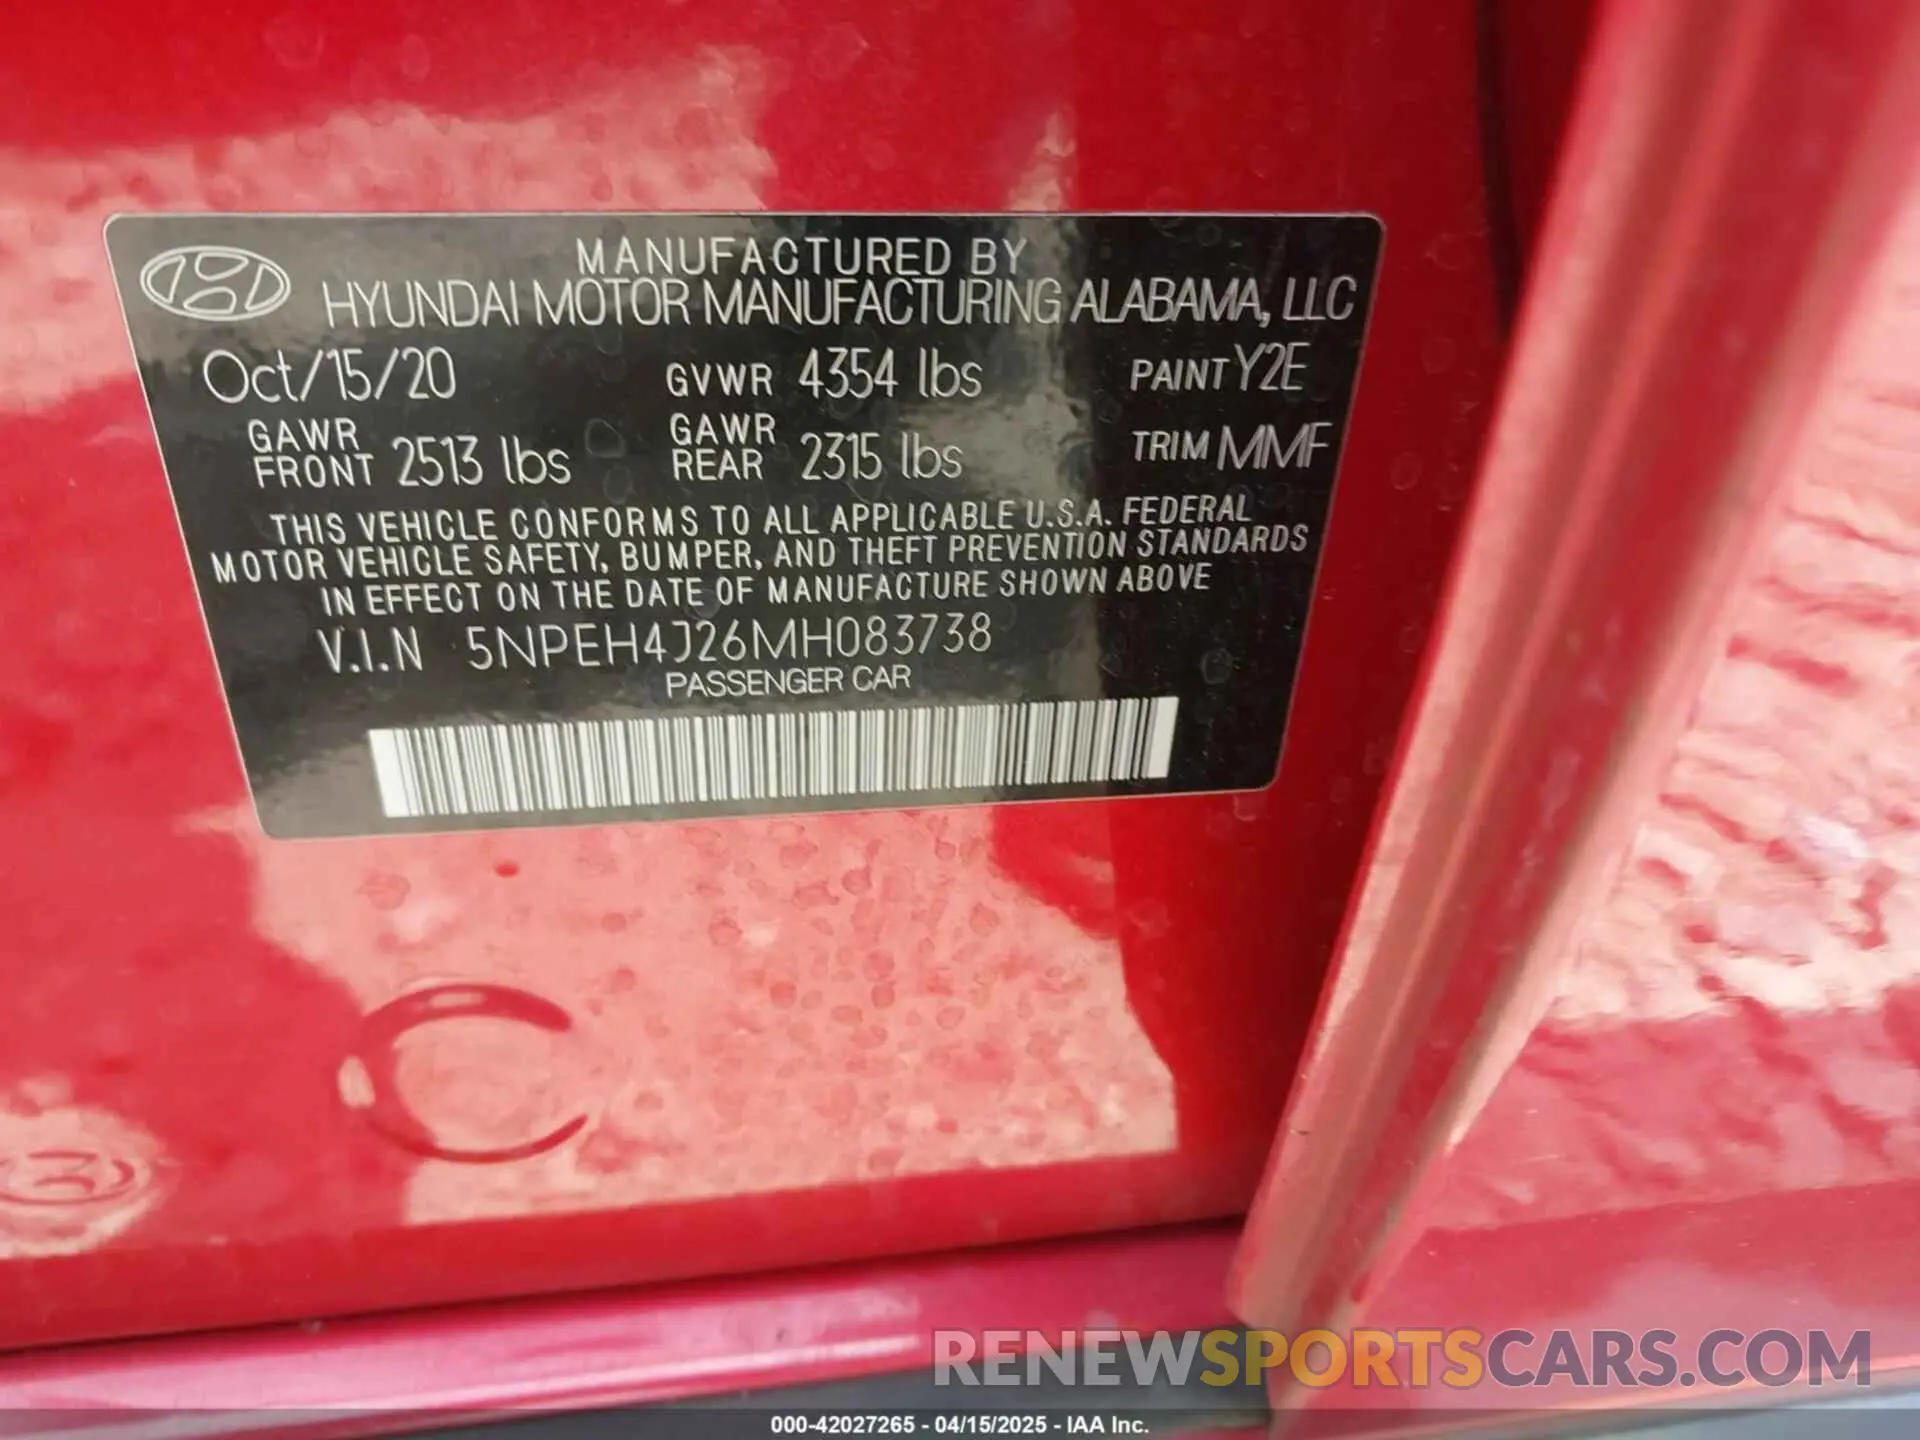 MANUFACTURED BY
HYUNDAI MOTOR MANUFACTURING ALABAMA, LLC
Oct/15/20 GVWR 4354 lbs PAINT Y2E
GAWR FRONT 2513 lbs GAWR REAR 2315 lbs TRIM MMF
THIS VEHICLE CONFORMS TO ALL APPLICABLE U.S.A. FEDERAL
MOTOR VEHICLE SAFETY, BUMPER, AND THEFT PREVENTION STANDARDS
IN EFFECT ON THE DATE OF MANUFACTURE SHOWN ABOVE
V.I.N 5NPEH4J26MH083738
PASSENGER CAR
RENEWSPORTSCARS.COM
000-42027265 - 04/15/2025 - IAA Inc.